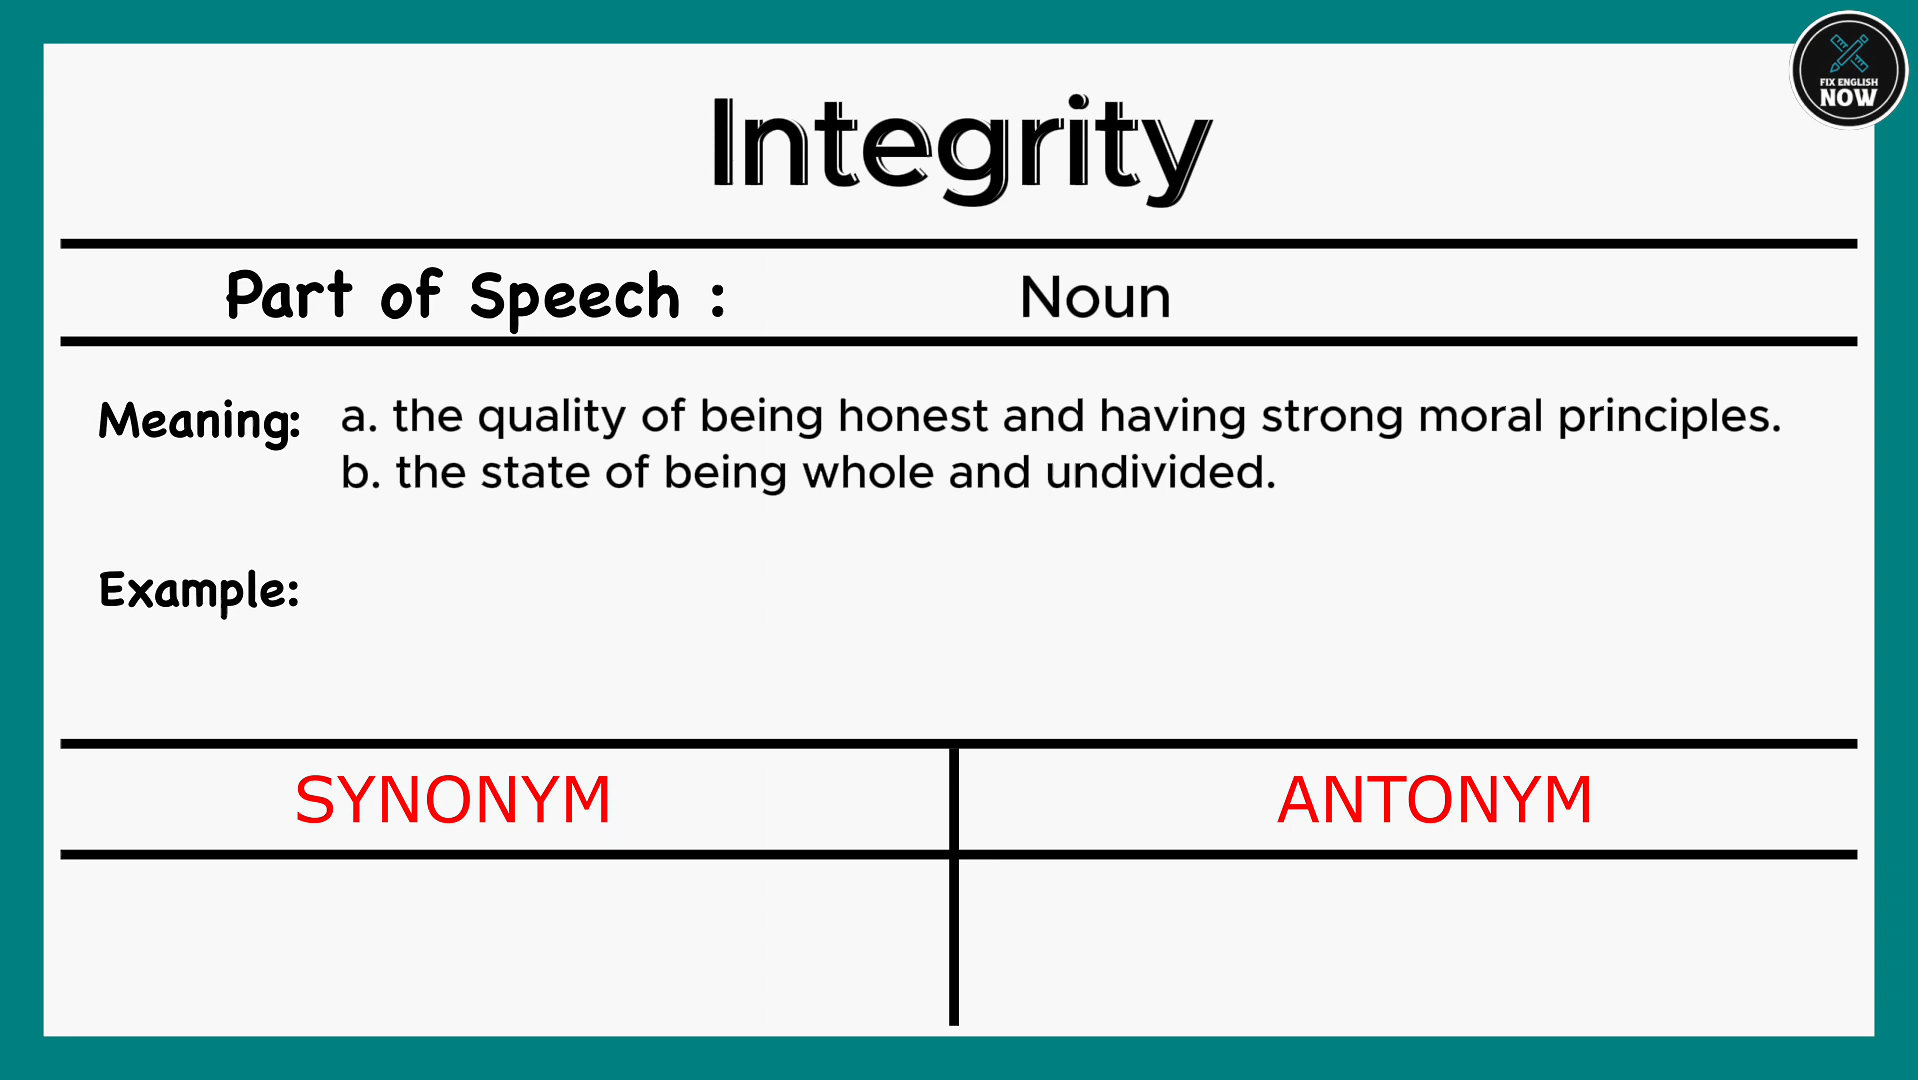 FIX ENGLISH
NOW
Integrity
Part of Speech : Noun
Meaning: a. the quality of being honest and having strong moral principles.
b. the state of being whole and undivided.
Example:
SYNONYM ANTONYM